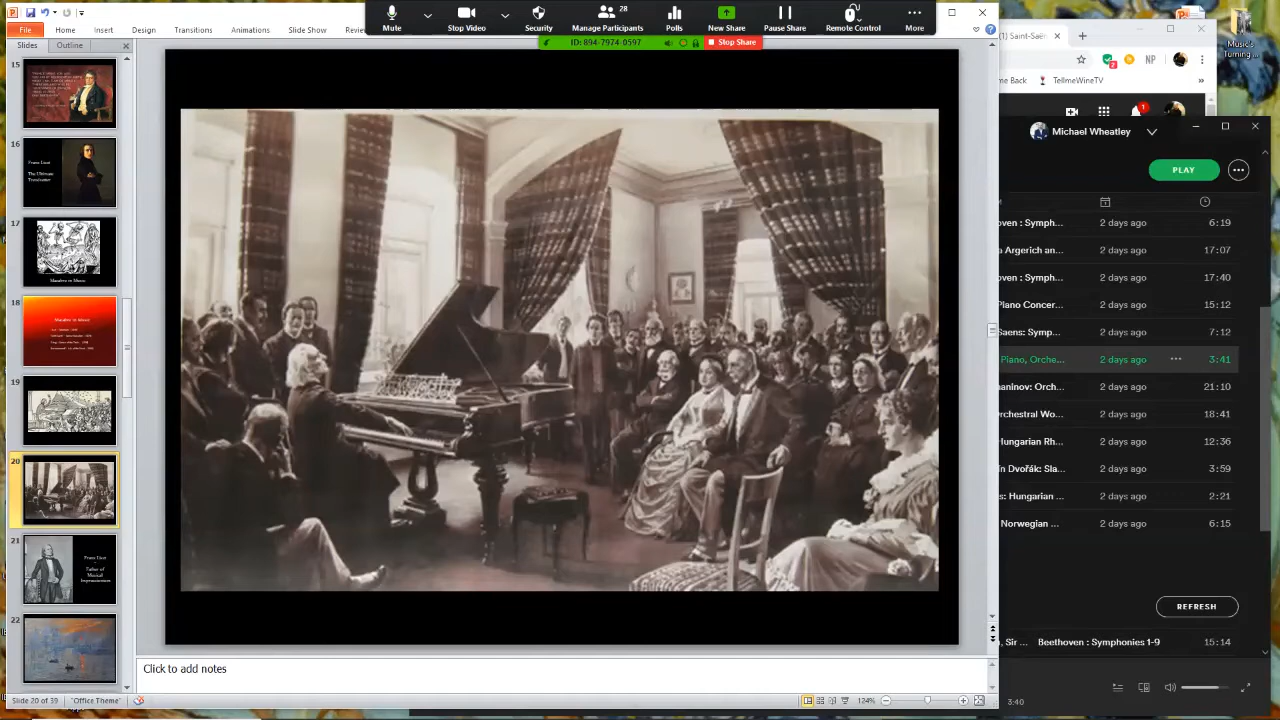 Mute
Stop Video
Security
28
Manage Participants
Polls
New Share
Pause Share
Remote Control
More
ID: 894-7974-0597
Stop Share
File
Home
Insert
Design
Transitions
Animations
Slide Show
Slides
Outline
15
16
Franz Liszt
The Ultimate
17
Macabre in Music
18
Macabre in Music
19
20
21
Franz Liszt
Father of
Musical
Impressionism
22
Click to add notes
Slide 20 of 39
"Office Theme"
124%
) Saint-Saën
2
NP
me Back
TellmeWineTV
Music's
Turning ...
1
Michael Wheatley
PLAY
oven : Symph... 2 days ago 6:19
a Argerich an 2 days ago 17:07
oven : Symph... 2 days ago 17:40
Piano Concer... 2 days ago 15:12
Saens: Symp... 2 days ago 7:12
Piano, Orche... 2 days ago ... 3:41
naninov: Orch... 2 days ago 21:10
orchestral Wo... 2 days ago 18:41
Hungarian Rh... 2 days ago 12:36
ín Dvořák: Sla... 2 days ago 3:59
s: Hungarian ... 2 days ago 2:21
Norwegian ... 2 days ago 6:15
REFRESH
, Sir ... Beethoven : Symphonies 1-9 15:14
3:40